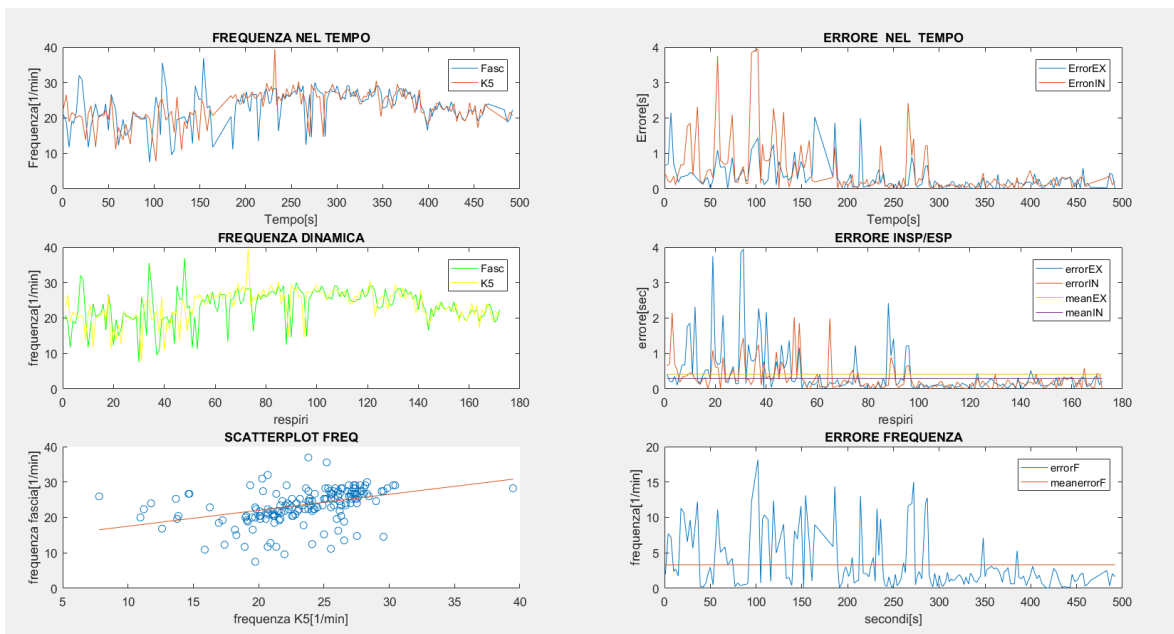 FREQUENZA NEL TEMPO
Frequenza[1/min]
40
30
20
10
0
0 50 100 150 200 250 300 350 400 450 500
Tempo[s]
Fasc
K5
ERRORE NEL TEMPO
Errore[s]
4
3
2
1
0
0 50 100 150 200 250 300 350 400 450 500
Tempo[s]
ErrorEX
ErronIN
FREQUENZA DINAMICA
frequenza[1/min]
40
30
20
10
0
0 20 40 60 80 100 120 140 160 180
respiri
Fasc
K5
ERRORE INSP/ESP
errore[sec]
4
3
2
1
0
0 20 40 60 80 100 120 140 160 180
respiri
errorEX
errorIN
meanEX
meanIN
SCATTERPLOT FREQ
frequenza fascia[1/min]
40
30
20
10
0
5 10 15 20 25 30 35 40
frequenza K5[1/min]
ERRORE FREQUENZA
frequenza[1/min]
20
15
10
5
0
0 50 100 150 200 250 300 350 400 450 500
secondi[s]
errorF
meanerrorF